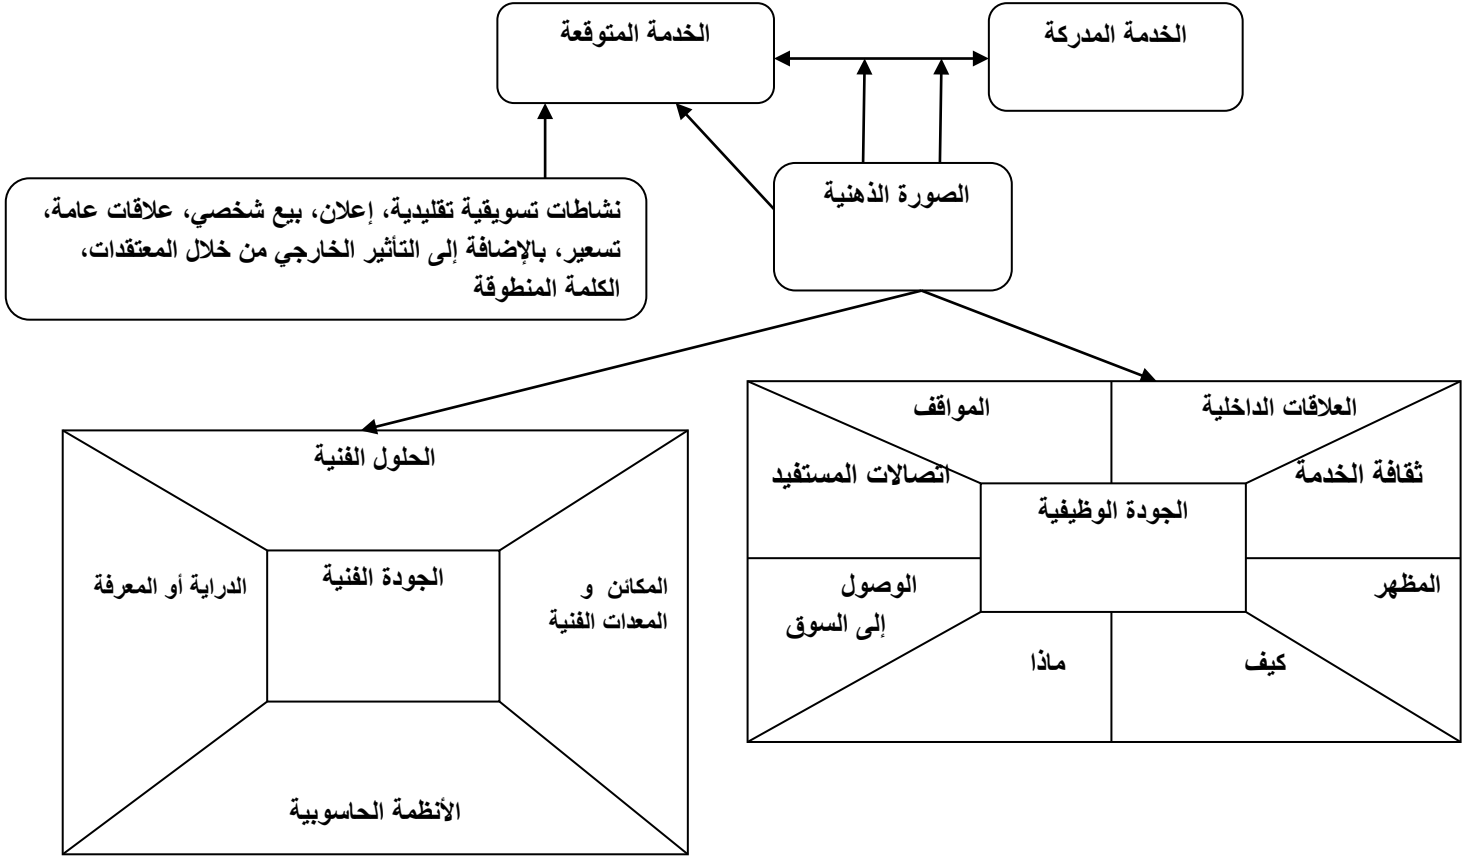 الخدمة المدركة
الخدمة المتوقعة
الصورة الذهنية
نشاطات تسويقية تقليدية، إعلان، بيع شخصي، علاقات عامة،
تسعير، بالإضافة إلى التأثير الخارجي من خلال المعتقدات،
الكلمة المنطوقة
العلاقات الداخلية
المواقف
ثقافة الخدمة
اتصالات المستفيد
الجودة الوظيفية
المظهر
الوصول
إلى السوق
كيف
ماذا
الحلول الفنية
الجودة الفنية
المكائن و
المعدات الفنية
الدراية أو المعرفة
الأنظمة الحاسوبية